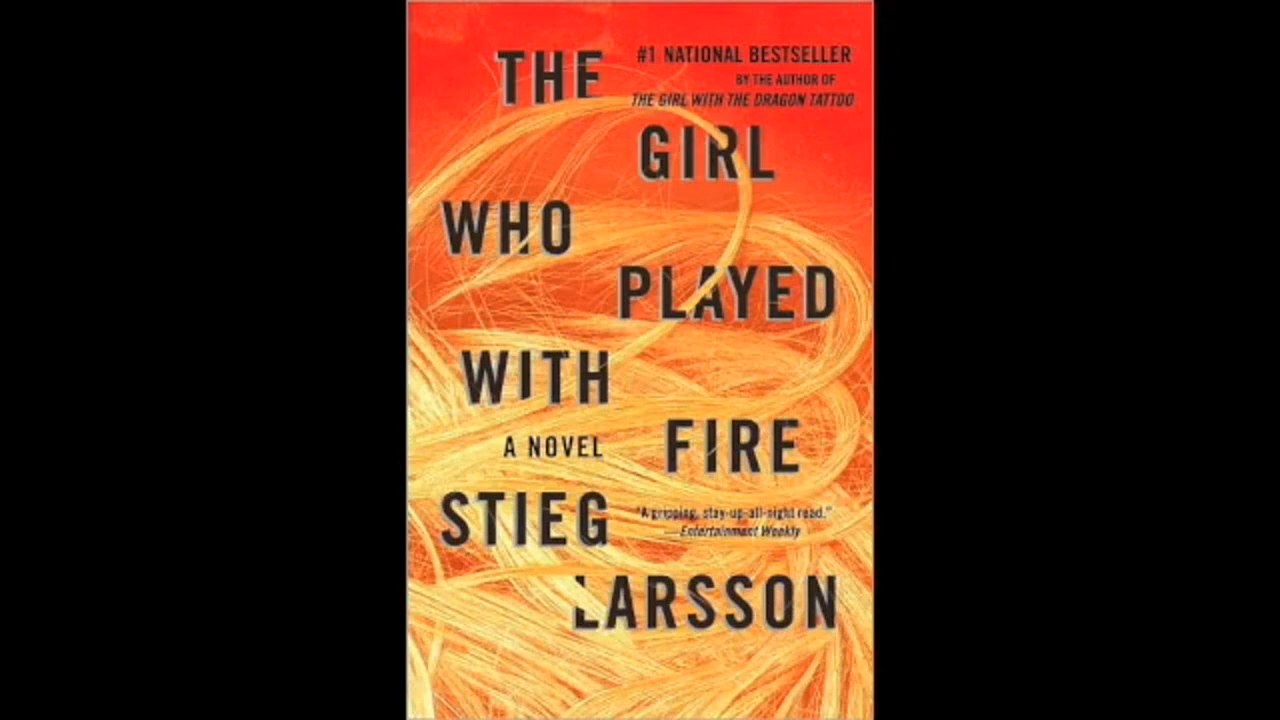 THE
#1 NATIONAL BESTSELLER
BY THE AUTHOR OF
THE GIRL WITH THE DRAGON TATTOO
GIRL
WHO
PLAYED
WITH
FIRE
A NOVEL
STIEG
"A gripping, stay-up-all-night read."
—Entertainment Weekly
LARSSON